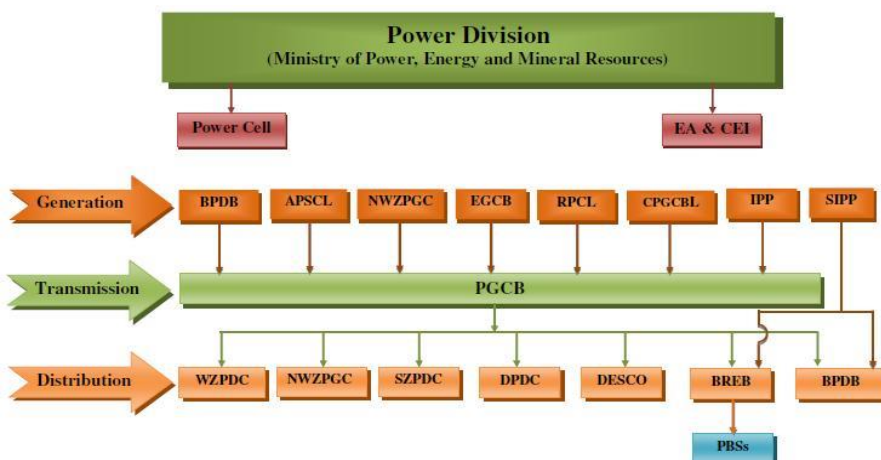 Power Division
(Ministry of Power, Energy and Mineral Resources)
Power Cell
EA & CEI
Generation
BPDB
APSCL
NWZPGC
EGCB
RPCL
CPGCBL
IPP
SIPP
Transmission
PGCB
Distribution
WZPDC
NWZPGC
SZPDC
DPDC
DESCO
BREB
BPDB
PBSs